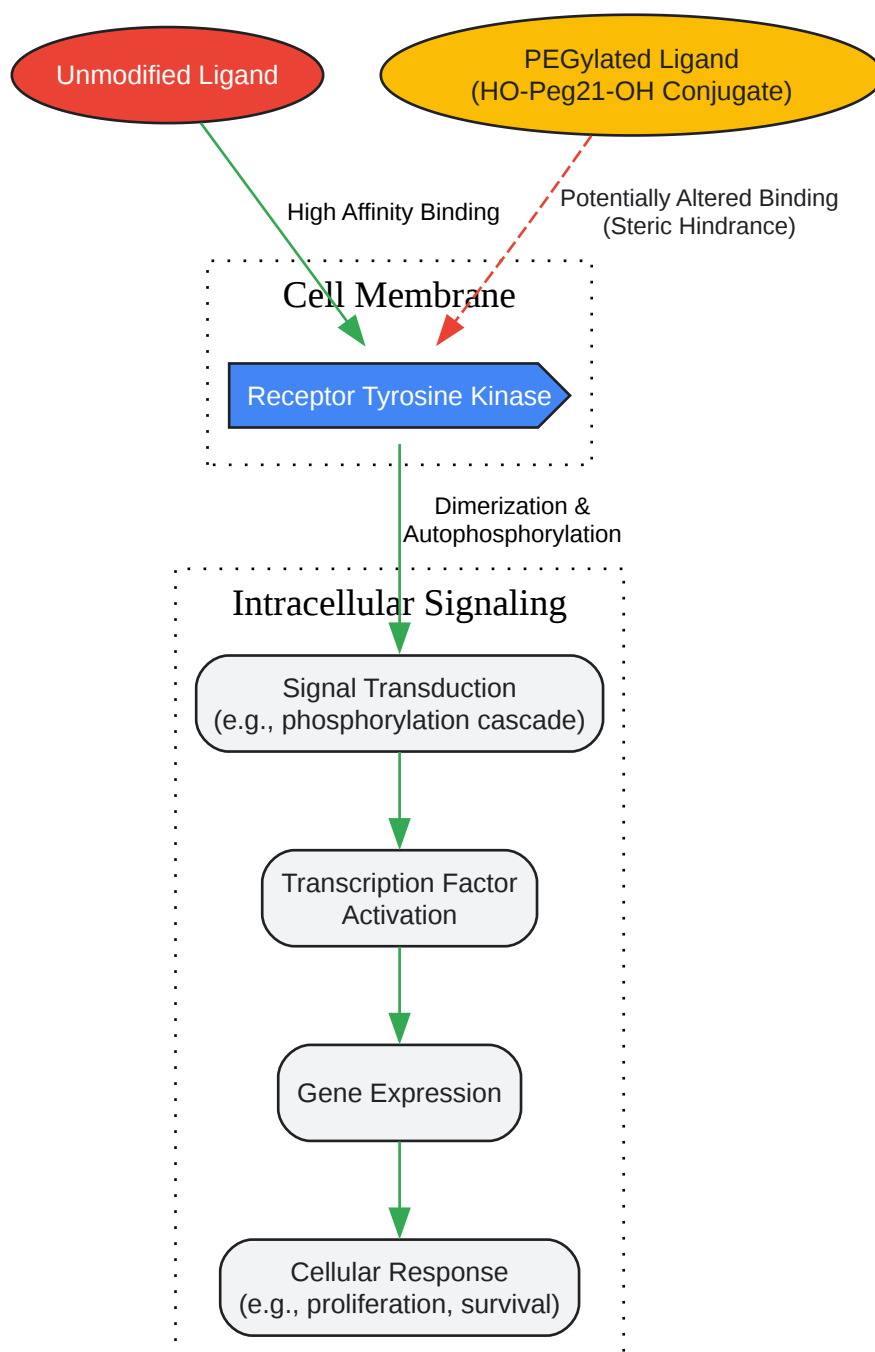 Unmodified Ligand
PEGylated Ligand
(HO-Peg21-OH Conjugate)
High Affinity Binding
Potentially Altered Binding
(Steric Hindrance)
Cell Membrane
Receptor Tyrosine Kinase
Dimerization &
Autophosphorylation
Intracellular Signaling
Signal Transduction
(e.g., phosphorylation cascade)
Transcription Factor
Activation
Gene Expression
Cellular Response
(e.g., proliferation, survival)